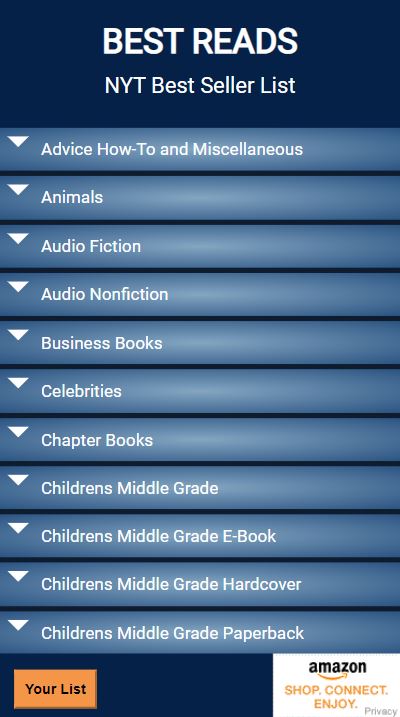 BEST READS
NYT Best Seller List
Advice How-To and Miscellaneous
Animals
Audio Fiction
Audio Nonfiction
Business Books
Celebrities
Chapter Books
Childrens Middle Grade
Childrens Middle Grade E-Book
Childrens Middle Grade Hardcover
Childrens Middle Grade Paperback
Your List
amazon
SHOP. CONNECT.
ENJOY.
Privacy